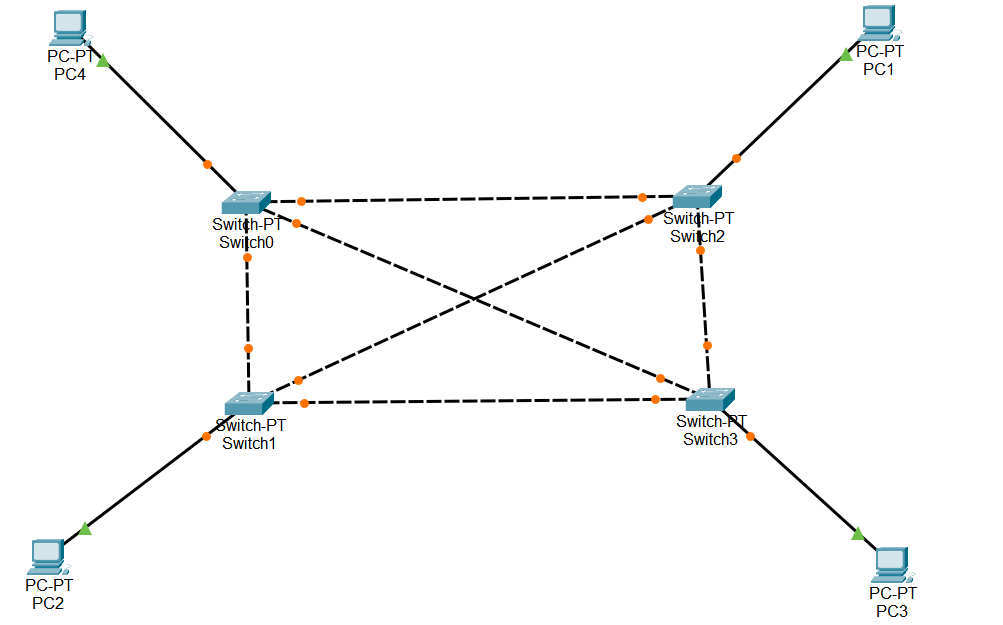 PC-PT
PC4
PC-PT
PC1
Switch-PT
Switch0
Switch-PT
Switch2
Switch-PT
Switch1
Switch-PT
Switch3
PC-PT
PC2
PC-PT
PC3